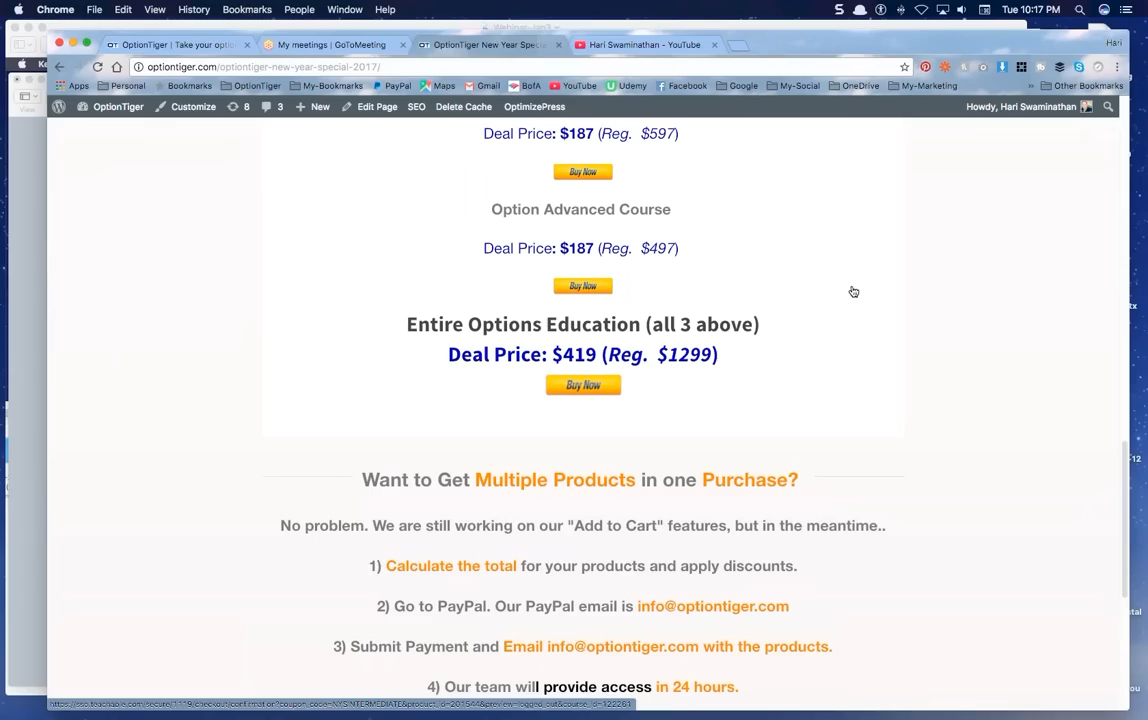 Chrome File Edit View History Bookmarks People Window Help Tue 10:17 PM
OptionTiger | Take your optio × My meetings | GoToMeeting × OptionTiger New Year Specia × Hari Swaminathan - YouTube × Hari
optiontiger.com/optiontiger-new-year-special-2017/
Apps Personal Bookmarks OptionTiger My-Bookmarks PayPal Maps Gmail BofA YouTube Udemy Facebook Google My-Social OneDrive My-Marketing » Other Bookmarks
OptionTiger Customize 8 3 New Edit Page SEO Delete Cache OptimizePress Howdy, Hari Swaminathan
View
Deal Price: $187 (Reg. $597)
Buy Now
Option Advanced Course
Deal Price: $187 (Reg. $497)
Buy Now
Entire Options Education (all 3 above)
Deal Price: $419 (Reg. $1299)
Buy Now
Want to Get Multiple Products in one Purchase?
No problem. We are still working on our "Add to Cart" features, but in the meantime..
1) Calculate the total for your products and apply discounts.
2) Go to PayPal. Our PayPal email is info@optiontiger.com
3) Submit Payment and Email info@optiontiger.com with the products.
4) Our team will provide access in 24 hours.